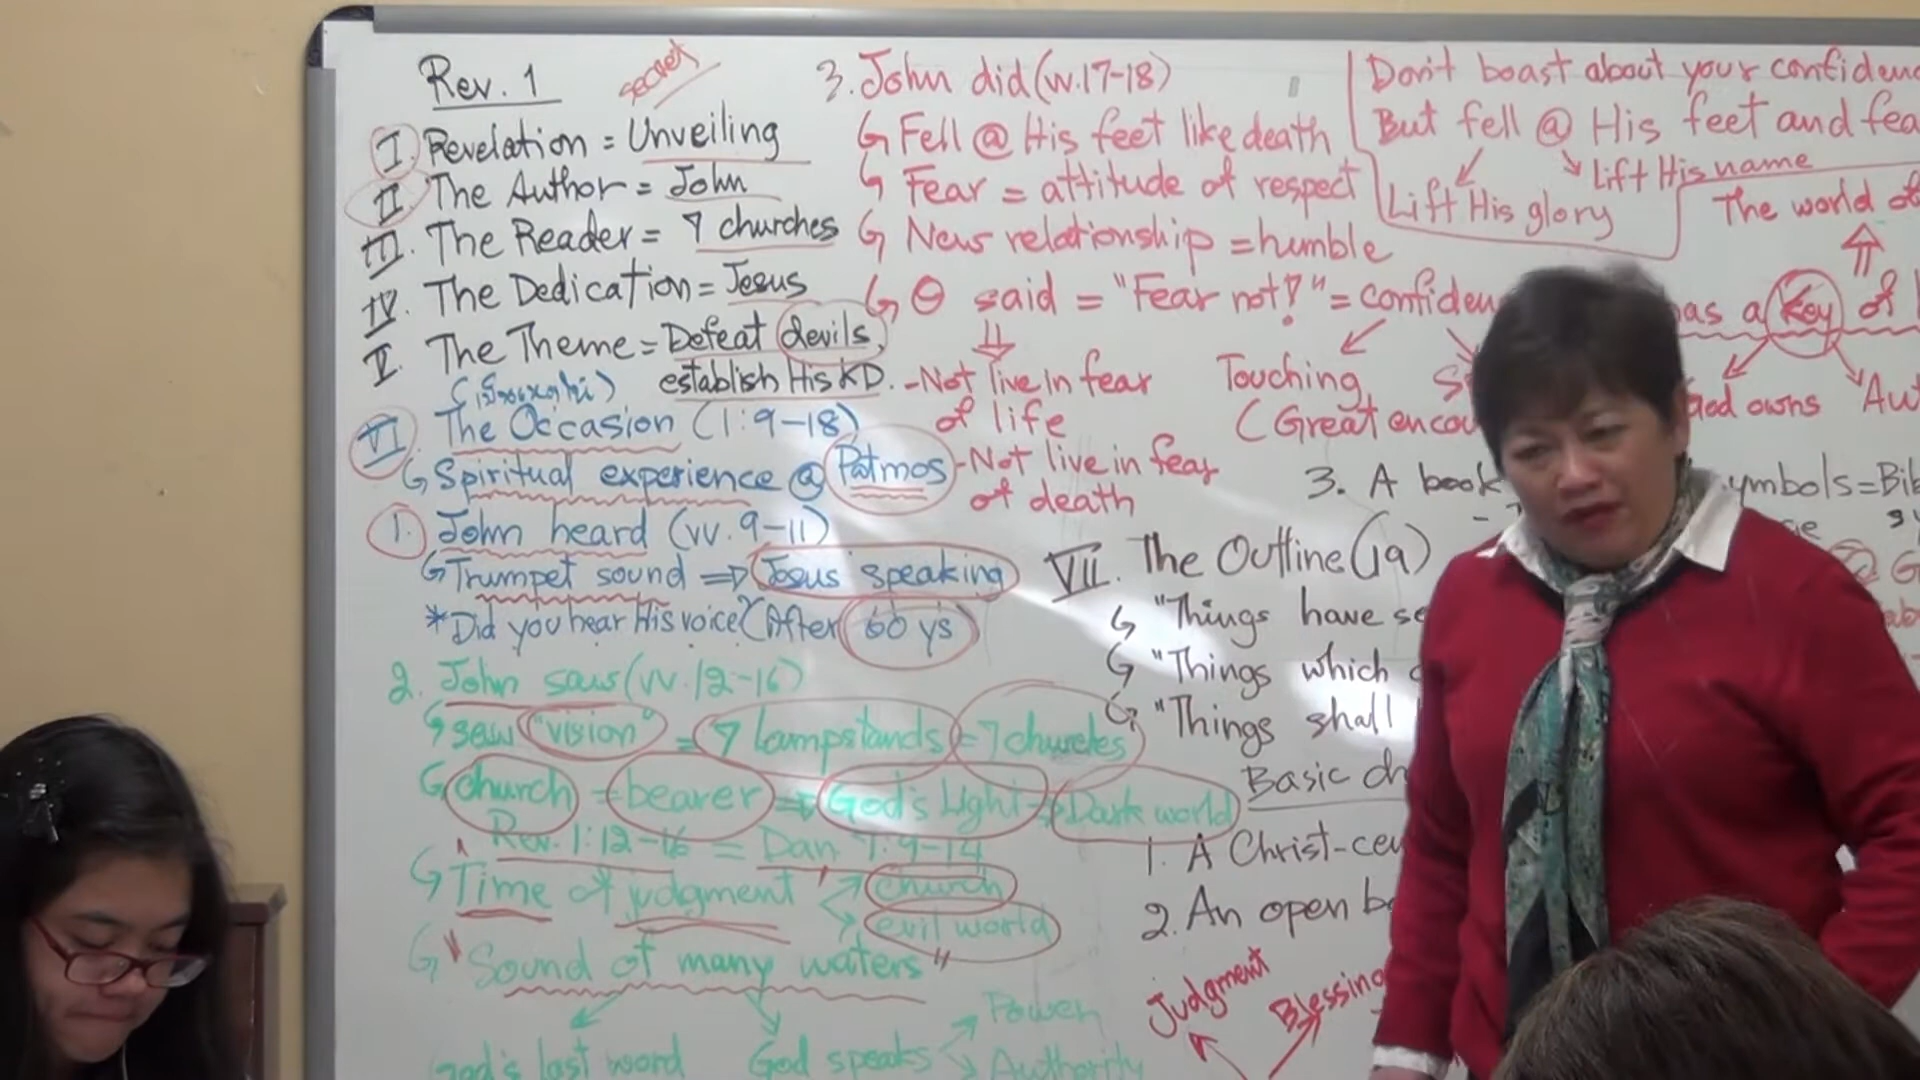 Rev. 1
secret
I. Revelation = Unveiling
II. The Author = John
III. The Reader = 7 churches
IV. The Dedication = Jesus
V. The Theme = Defeat devils,
establish His KD.
VI The Occasion (1:9-18)
Spiritual experience @ Patmos
1. John heard (vv. 9-11)
Trumpet sound ⇒ Jesus speaking
*Did you hear His voice? (After 60 ys)
2. John saw (vv. 12-16)
saw "vision" = 7 lampstands = 7 churches
church = bearer ⇒ God's Light → Dark world
Rev. 1:12-16 = Dan 7:9-14
Time of judgment
church
evil world
"Sound of many waters"
God's last word
God speaks
Power
Authority
3. John did (vv. 17-18)
Fell @ His feet like death
Fear = attitude of respect
New relationship = humble
said = "Fear not!" = confiden
-Not live in fear
of life
-Not live in fear
of death
Touching
(Great encou
Don't boast about your confidenc
But fell @ His feet and fea
Lift His glory
Lift His name
The world of
as a Key of
God owns
Aut
3. A book
ymbols = Bib
VII. The Outline (19)
"Things have se
"Things which
"Things shall
Basic ch
1. A Christ-cen
2. An open b
Judgment
Blessing